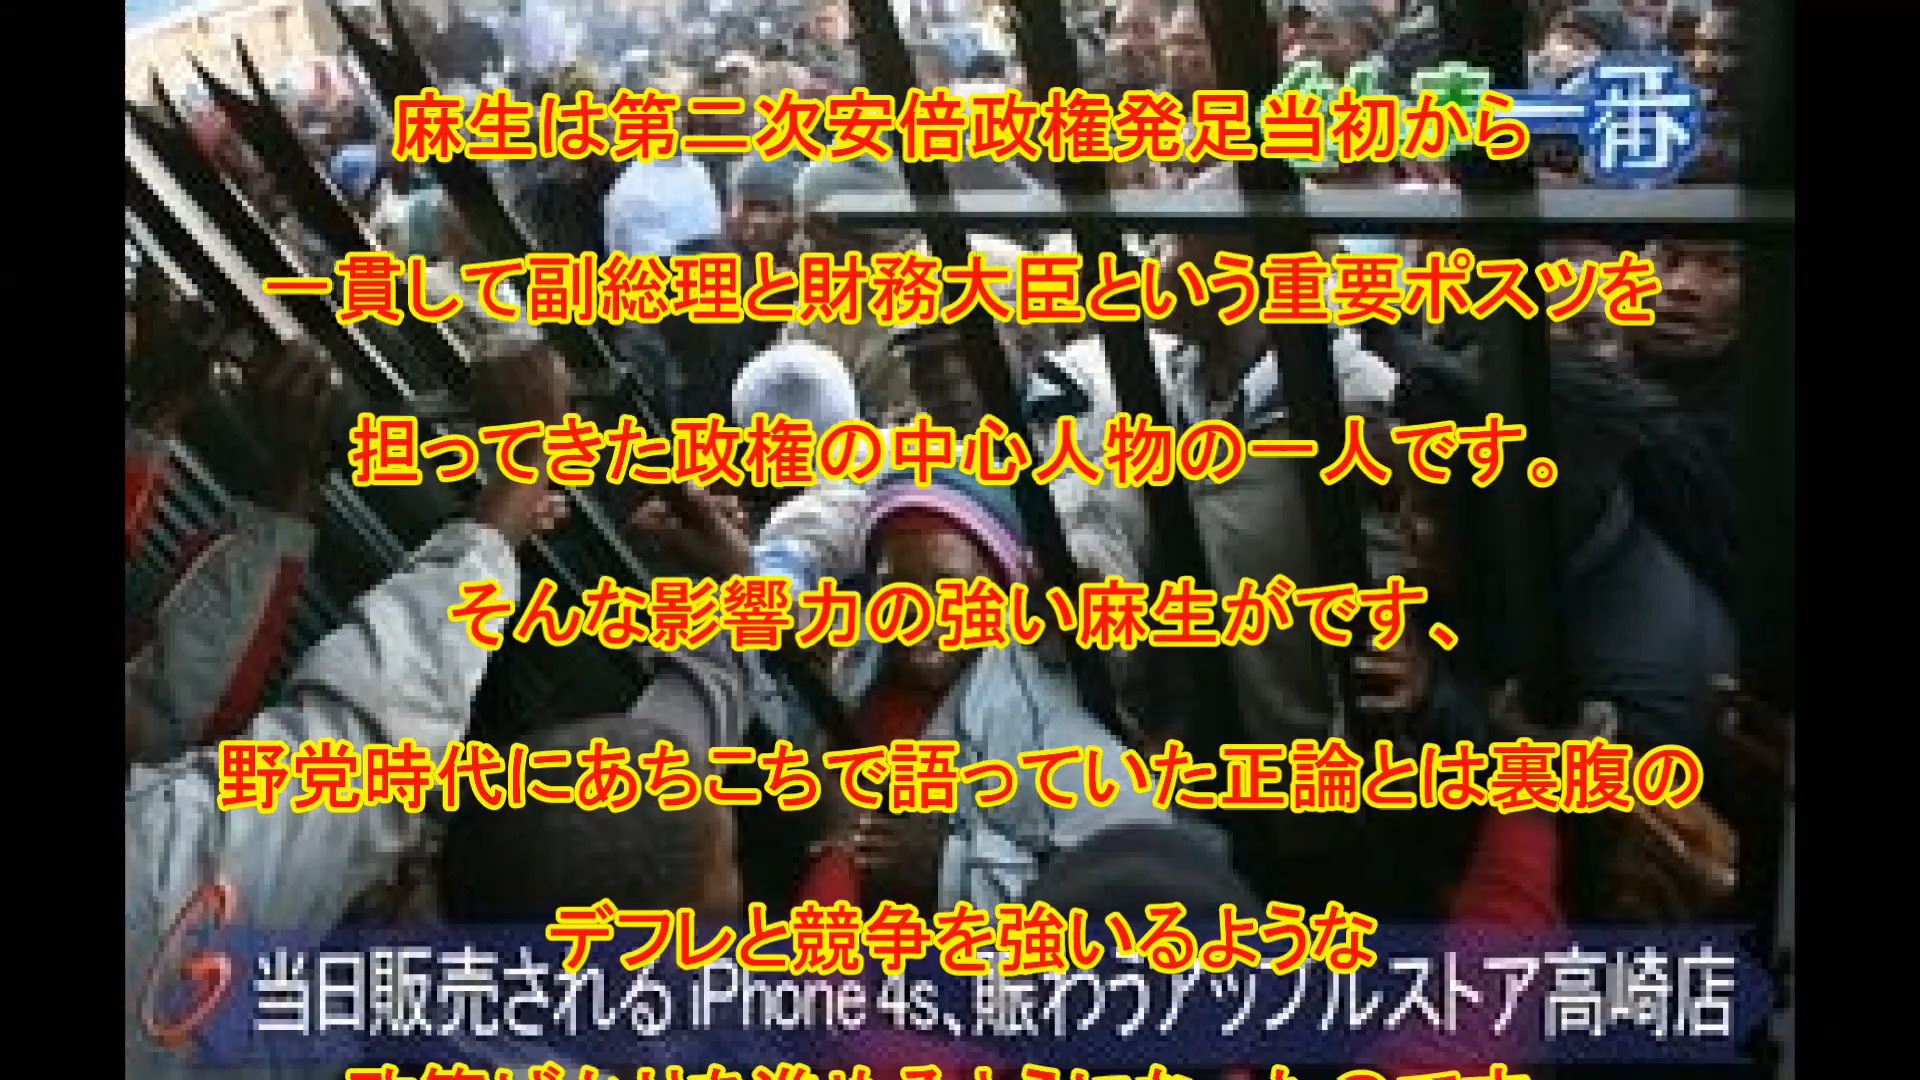 麻生は第二次安倍政権発足当初から
一番
一貫して副総理と財務大臣という重要ポスツを
担ってきた政権の中心人物の一人です。
そんな影響力の強い麻生がです、
野党時代にあちこちで語っていた正論とは裏腹の
デフレと競争を強いるような
当日販売される iPhone 4s、賑わうアップルストア高崎店